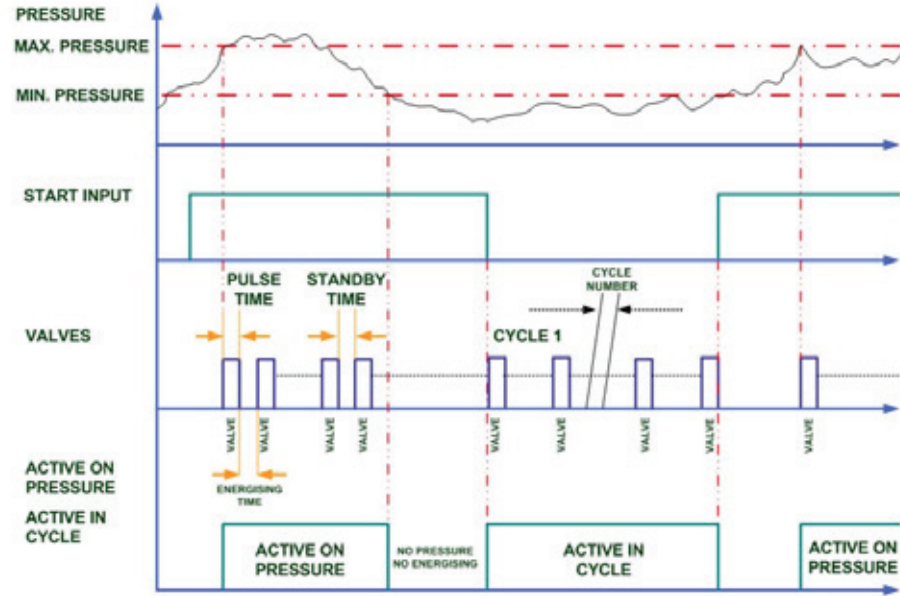 PRESSURE
MAX. PRESSURE
MIN. PRESSURE
START INPUT
PULSE
TIME
STANDBY
TIME
CYCLE
NUMBER
VALVES
CYCLE 1
VALVE
VALVE
VALVE
VALVE
VALVE
VALVE
VALVE
VALVE
VALVE
ACTIVE ON
PRESSURE
ENERGISING
TIME
ACTIVE IN
CYCLE
ACTIVE ON
PRESSURE
NO PRESSURE
NO ENERGISING
ACTIVE IN
CYCLE
ACTIVE ON
PRESSURE